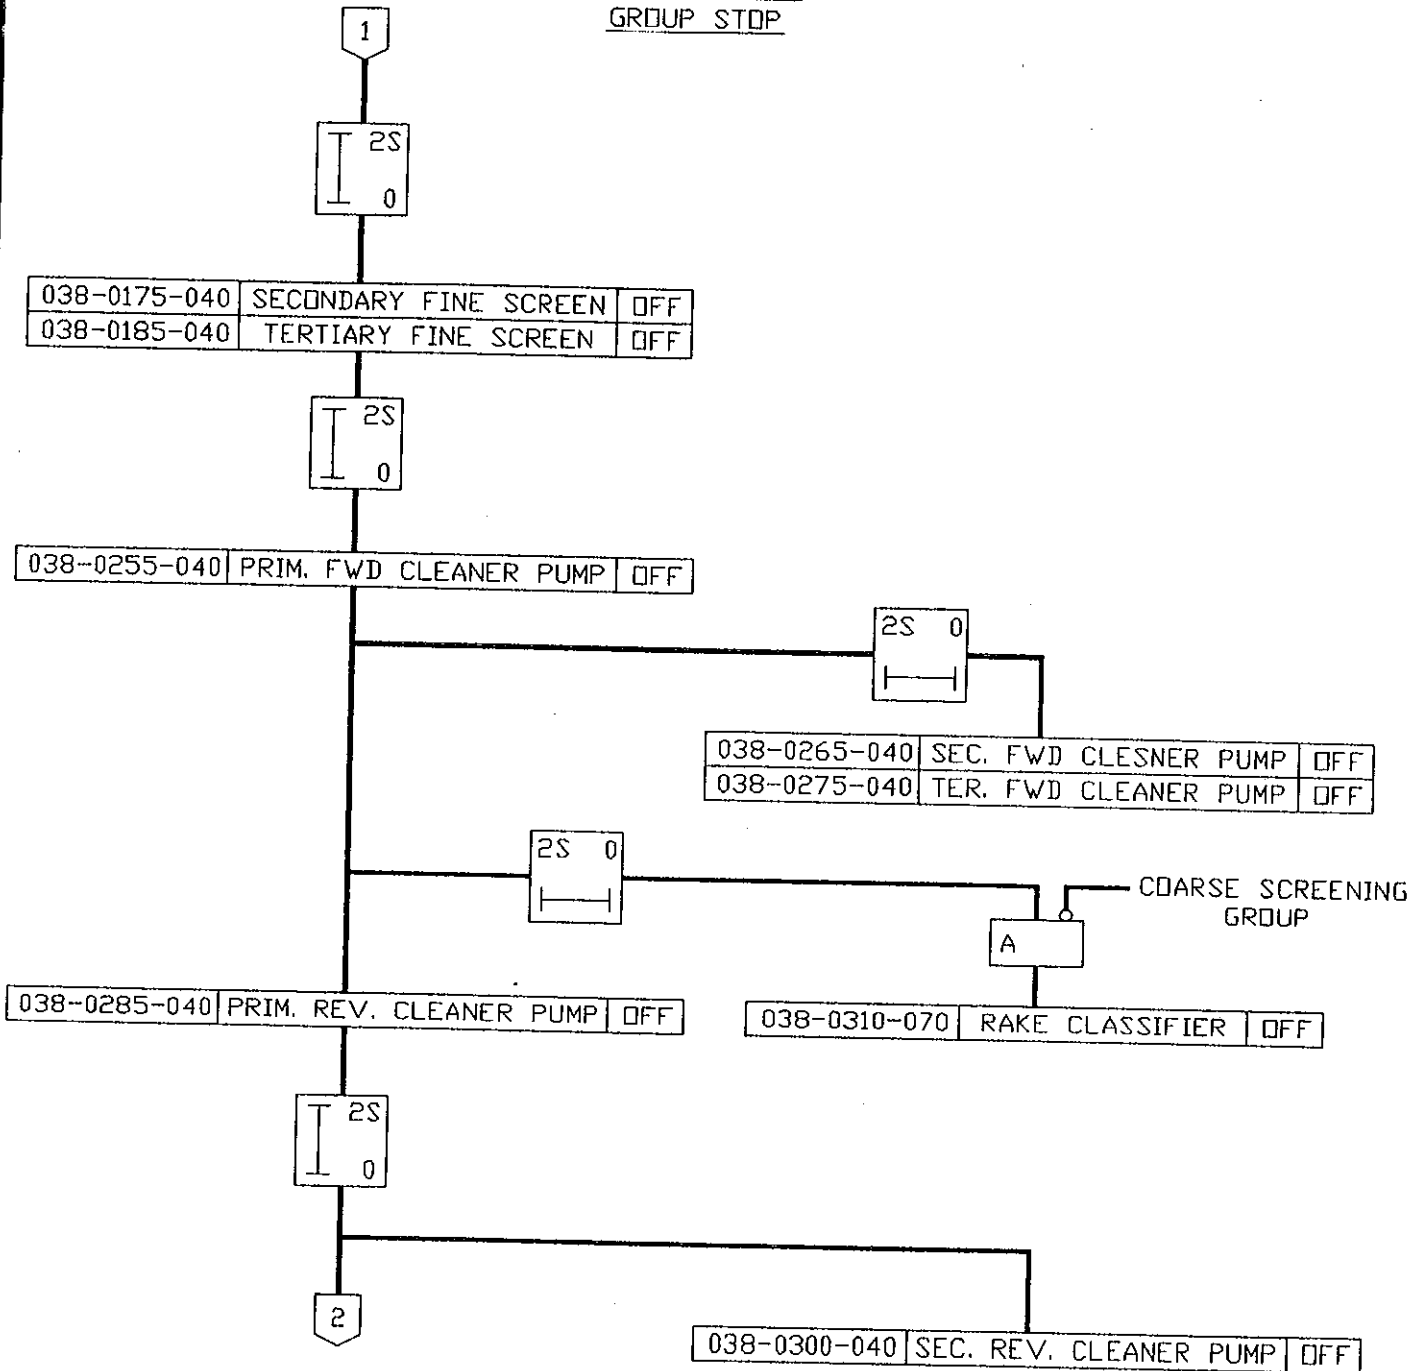 GROUP STOP
1
2S
0
038-0175-040 SECONDARY FINE SCREEN OFF
038-0185-040 TERTIARY FINE SCREEN OFF
2S
0
038-0255-040 PRIM. FWD CLEANER PUMP OFF
2S 0
038-0265-040 SEC. FWD CLESNER PUMP OFF
038-0275-040 TER. FWD CLEANER PUMP OFF
2S 0
COARSE SCREENING
GROUP
A
038-0285-040 PRIM. REV. CLEANER PUMP OFF
038-0310-070 RAKE CLASSIFIER OFF
2S
0
2
038-0300-040 SEC. REV. CLEANER PUMP OFF